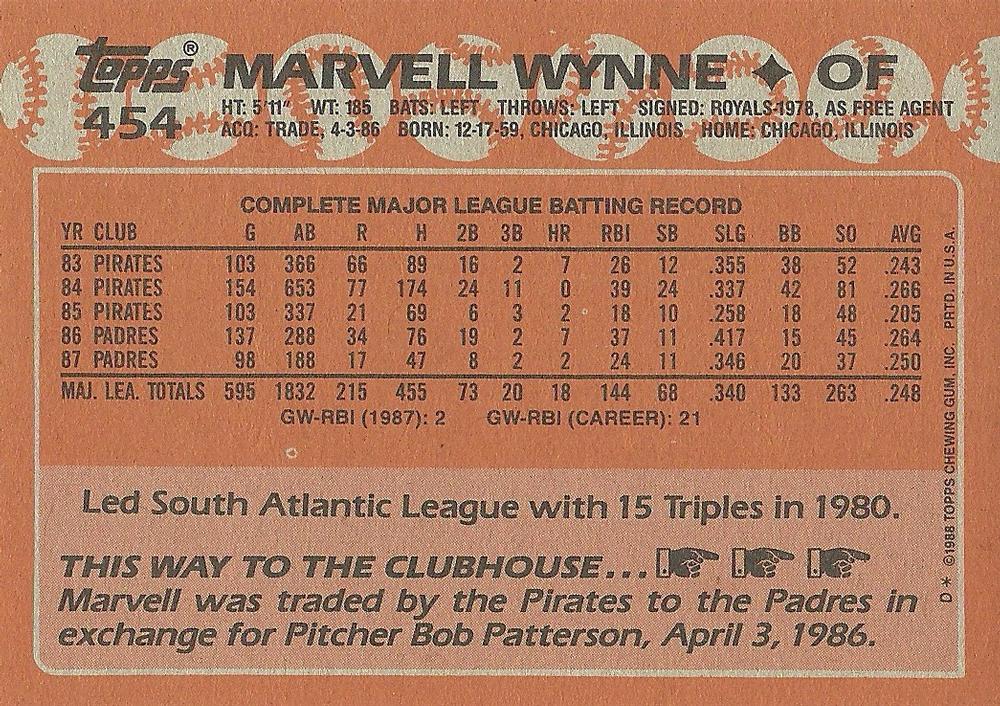 topps®
454
MARVELL WYNNE ✦ OF
HT: 5'11" WT: 185 BATS: LEFT THROWS: LEFT SIGNED: ROYALS-1978, AS FREE AGENT
ACQ: TRADE, 4-3-86 BORN: 12-17-59, CHICAGO, ILLINOIS HOME: CHICAGO, ILLINOIS
COMPLETE MAJOR LEAGUE BATTING RECORD
YR CLUB G AB R H 2B 3B HR RBI SB SLG BB SO AVG
83 PIRATES 103 366 66 89 16 2 7 26 12 .355 38 52 .243
84 PIRATES 154 653 77 174 24 11 0 39 24 .337 42 81 .266
85 PIRATES 103 337 21 69 6 3 2 18 10 .258 18 48 .205
86 PADRES 137 288 34 76 19 2 7 37 11 .417 15 45 .264
87 PADRES 98 188 17 47 8 2 2 24 11 .346 20 37 .250
MAJ. LEA. TOTALS 595 1832 215 455 73 20 18 144 68 .340 133 263 .248
GW-RBI (1987): 2 GW-RBI (CAREER): 21
Led South Atlantic League with 15 Triples in 1980.
THIS WAY TO THE CLUBHOUSE...
Marvell was traded by the Pirates to the Padres in
exchange for Pitcher Bob Patterson, April 3, 1986.
D* ©1988 TOPPS CHEWING GUM, INC. PRTD. IN U.S.A.